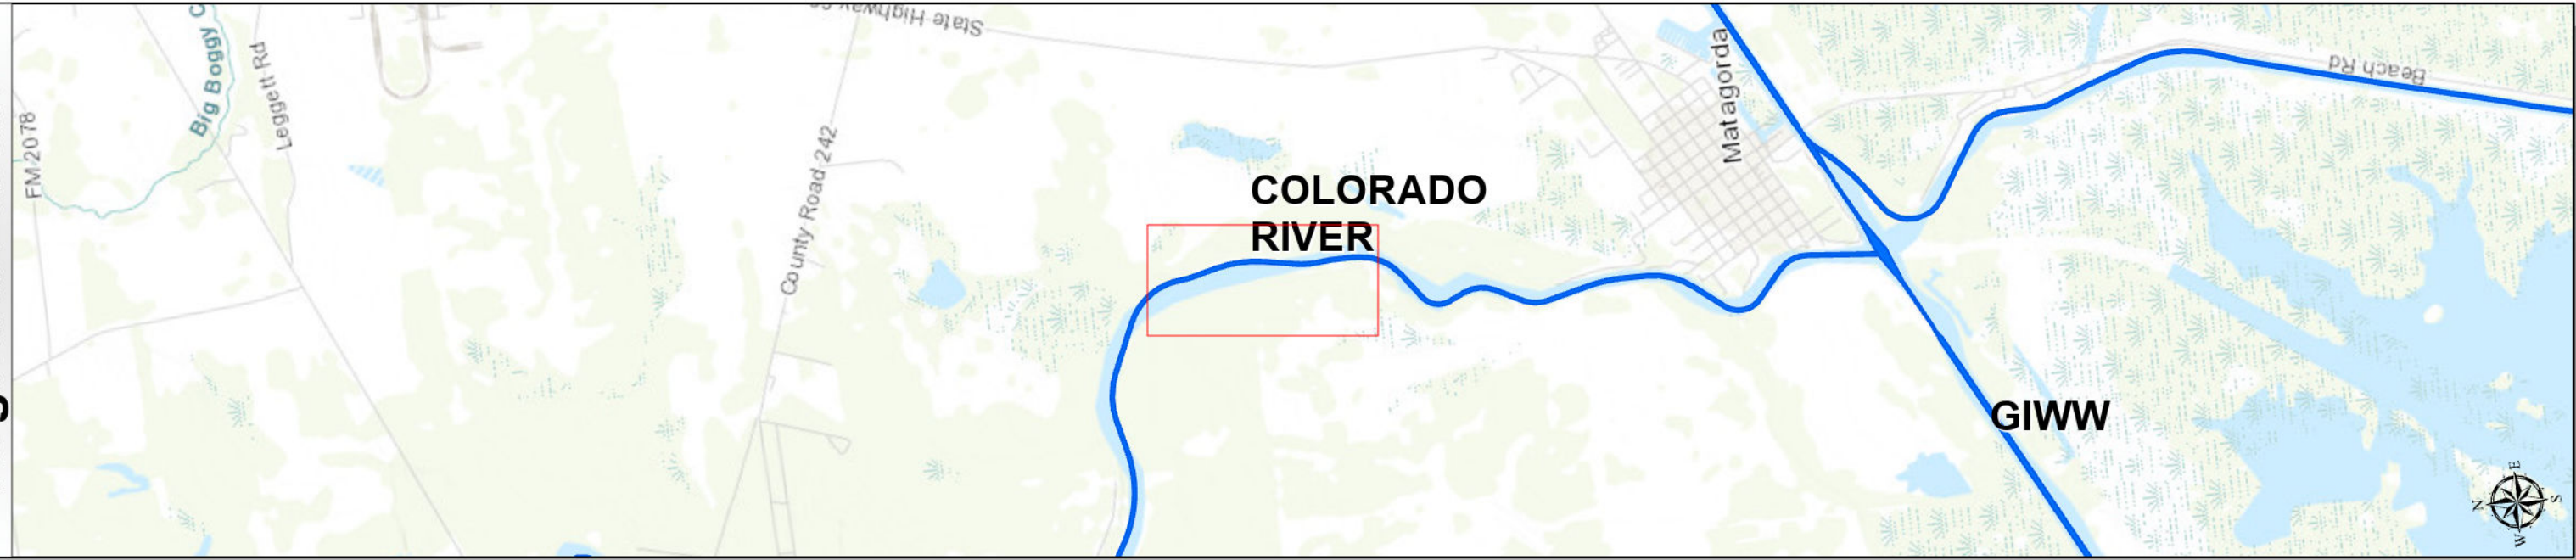 State Highway
Big Boggy C
Leggett Rd
FM 2078
County Road 242
COLORADO
RIVER
Matagorda
Beach Rd
GIWW
N
E
S
W